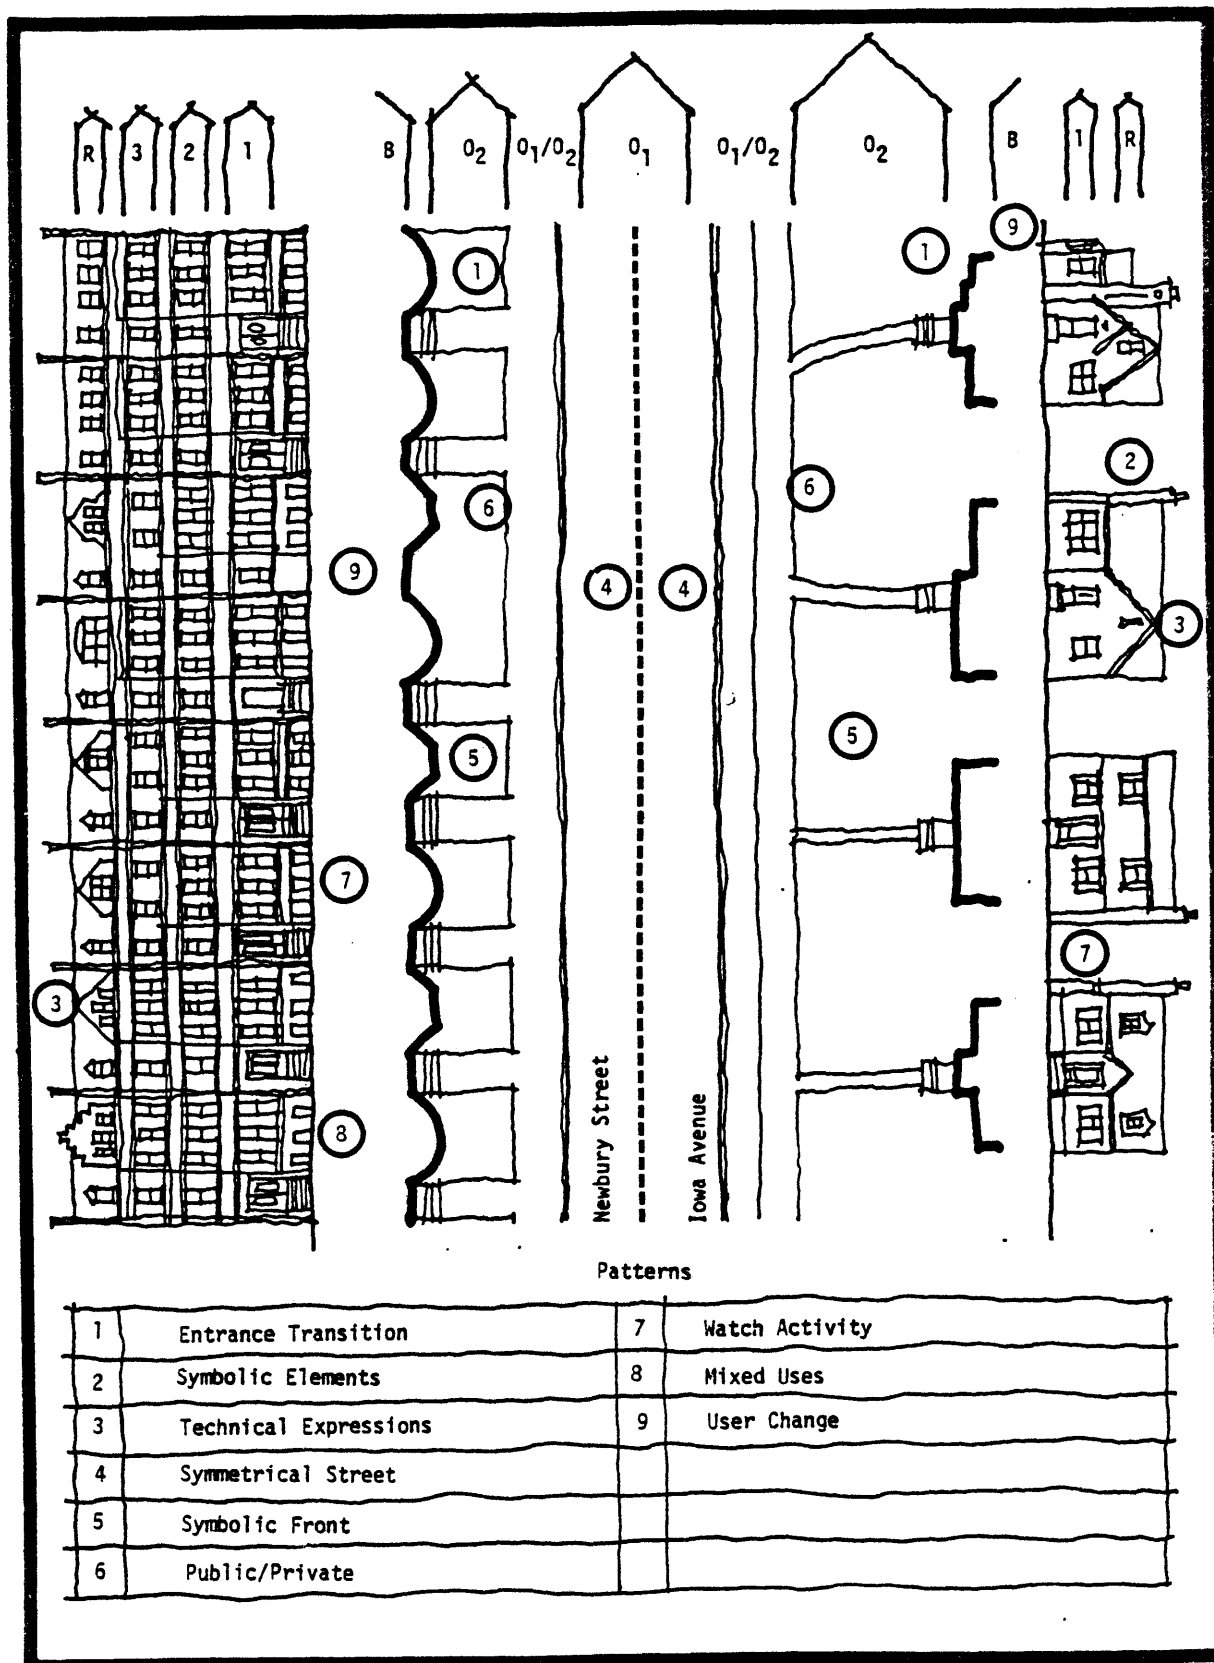 R 3 2 1 B O₂ O₁/O₂ O₁ O₁/O₂ O₂ B 1 R
9
1 1
2
6 6
9 4 4
3
5 5
7
7
3
8
Newbury Street
Iowa Avenue
Patterns
1 Entrance Transition 7 Watch Activity
2 Symbolic Elements 8 Mixed Uses
3 Technical Expressions 9 User Change
4 Symmetrical Street
5 Symbolic Front
6 Public/Private